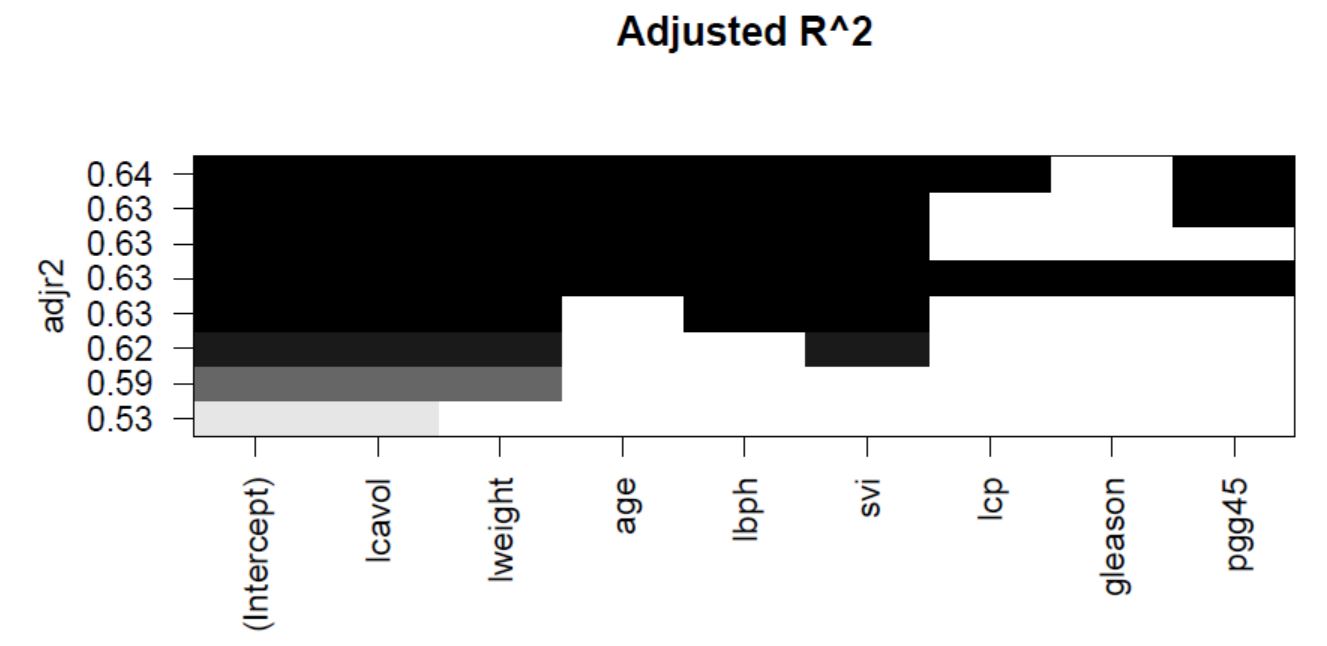 Adjusted R^2
adjr2
0.64
0.63
0.63
0.63
0.63
0.62
0.59
0.53
(Intercept)
lcavol
lweight
age
lbph
svi
lcp
gleason
pgg45